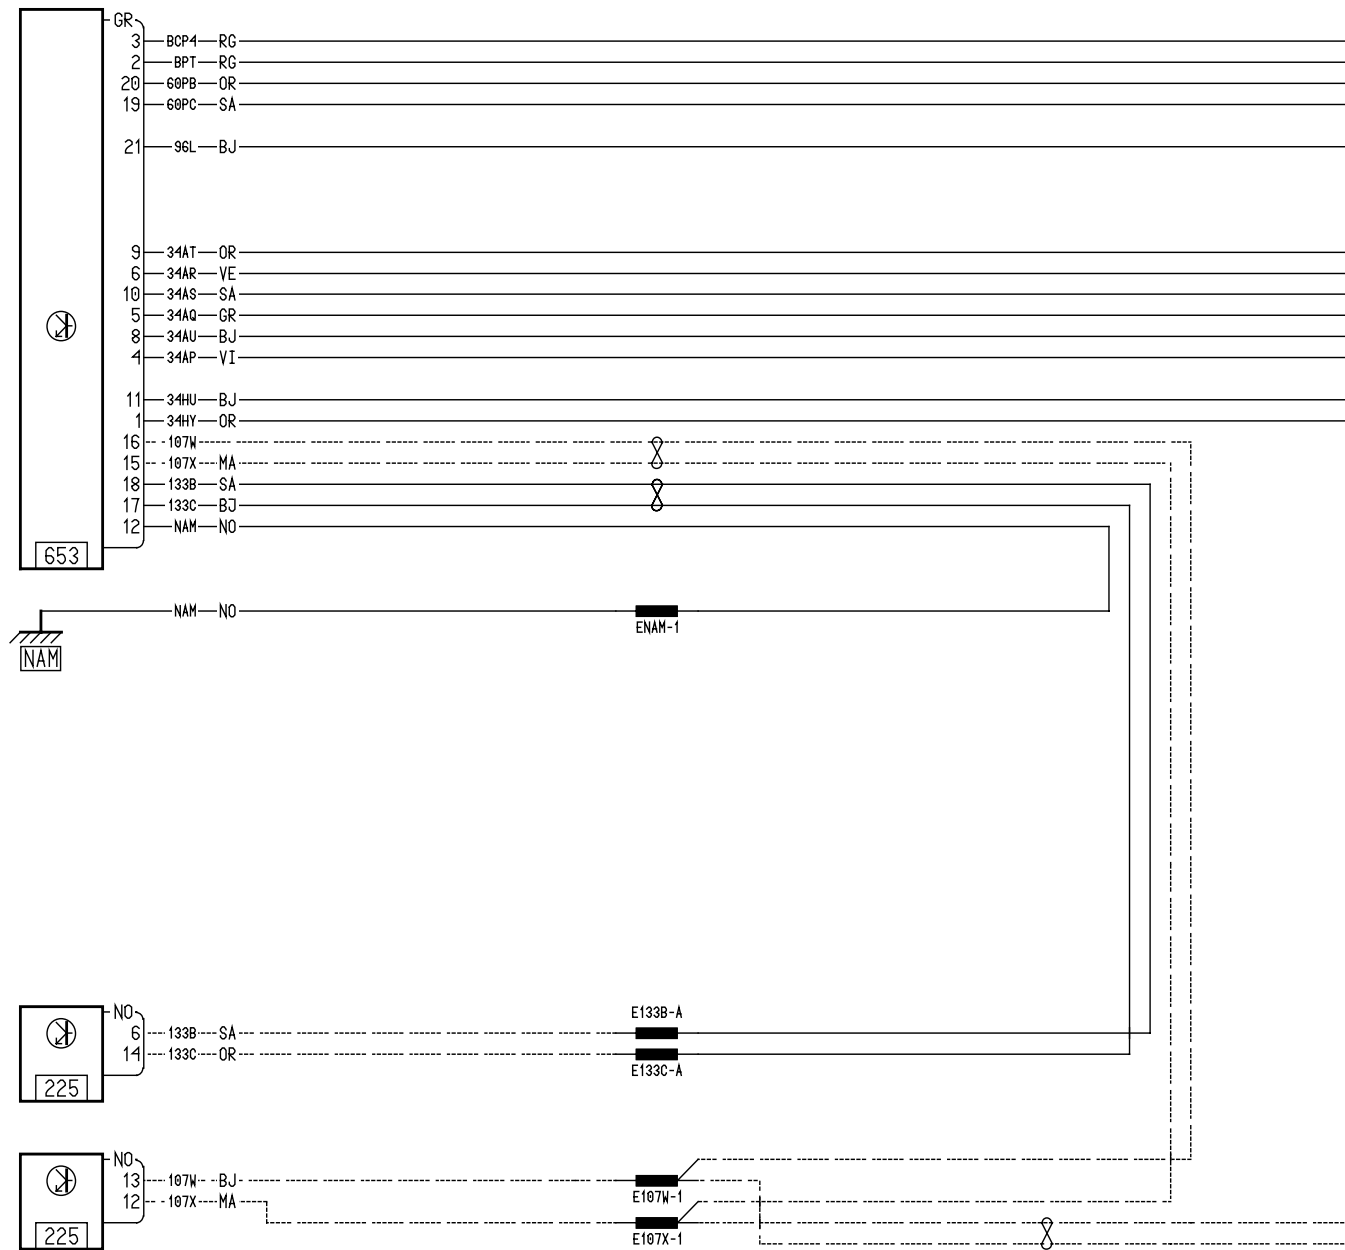 GR
3 BCP4 RG
2 BPT RG
20 60PB OR
19 60PC SA
21 96L BJ
9 34AT OR
6 34AR VE
10 34AS SA
5 34AQ GR
8 34AU BJ
4 34AP VI
11 34HU BJ
1 34HY OR
16 107W
15 107X MA
18 133B SA
17 133C BJ
12 NAM NO
653
NAM NO
ENAM-1
NAM
NO
E133B-A
6 133B SA
14 133C OR
E133C-A
225
NO
13 107W BJ
E107W-1
12 107X MA
225
E107X-1